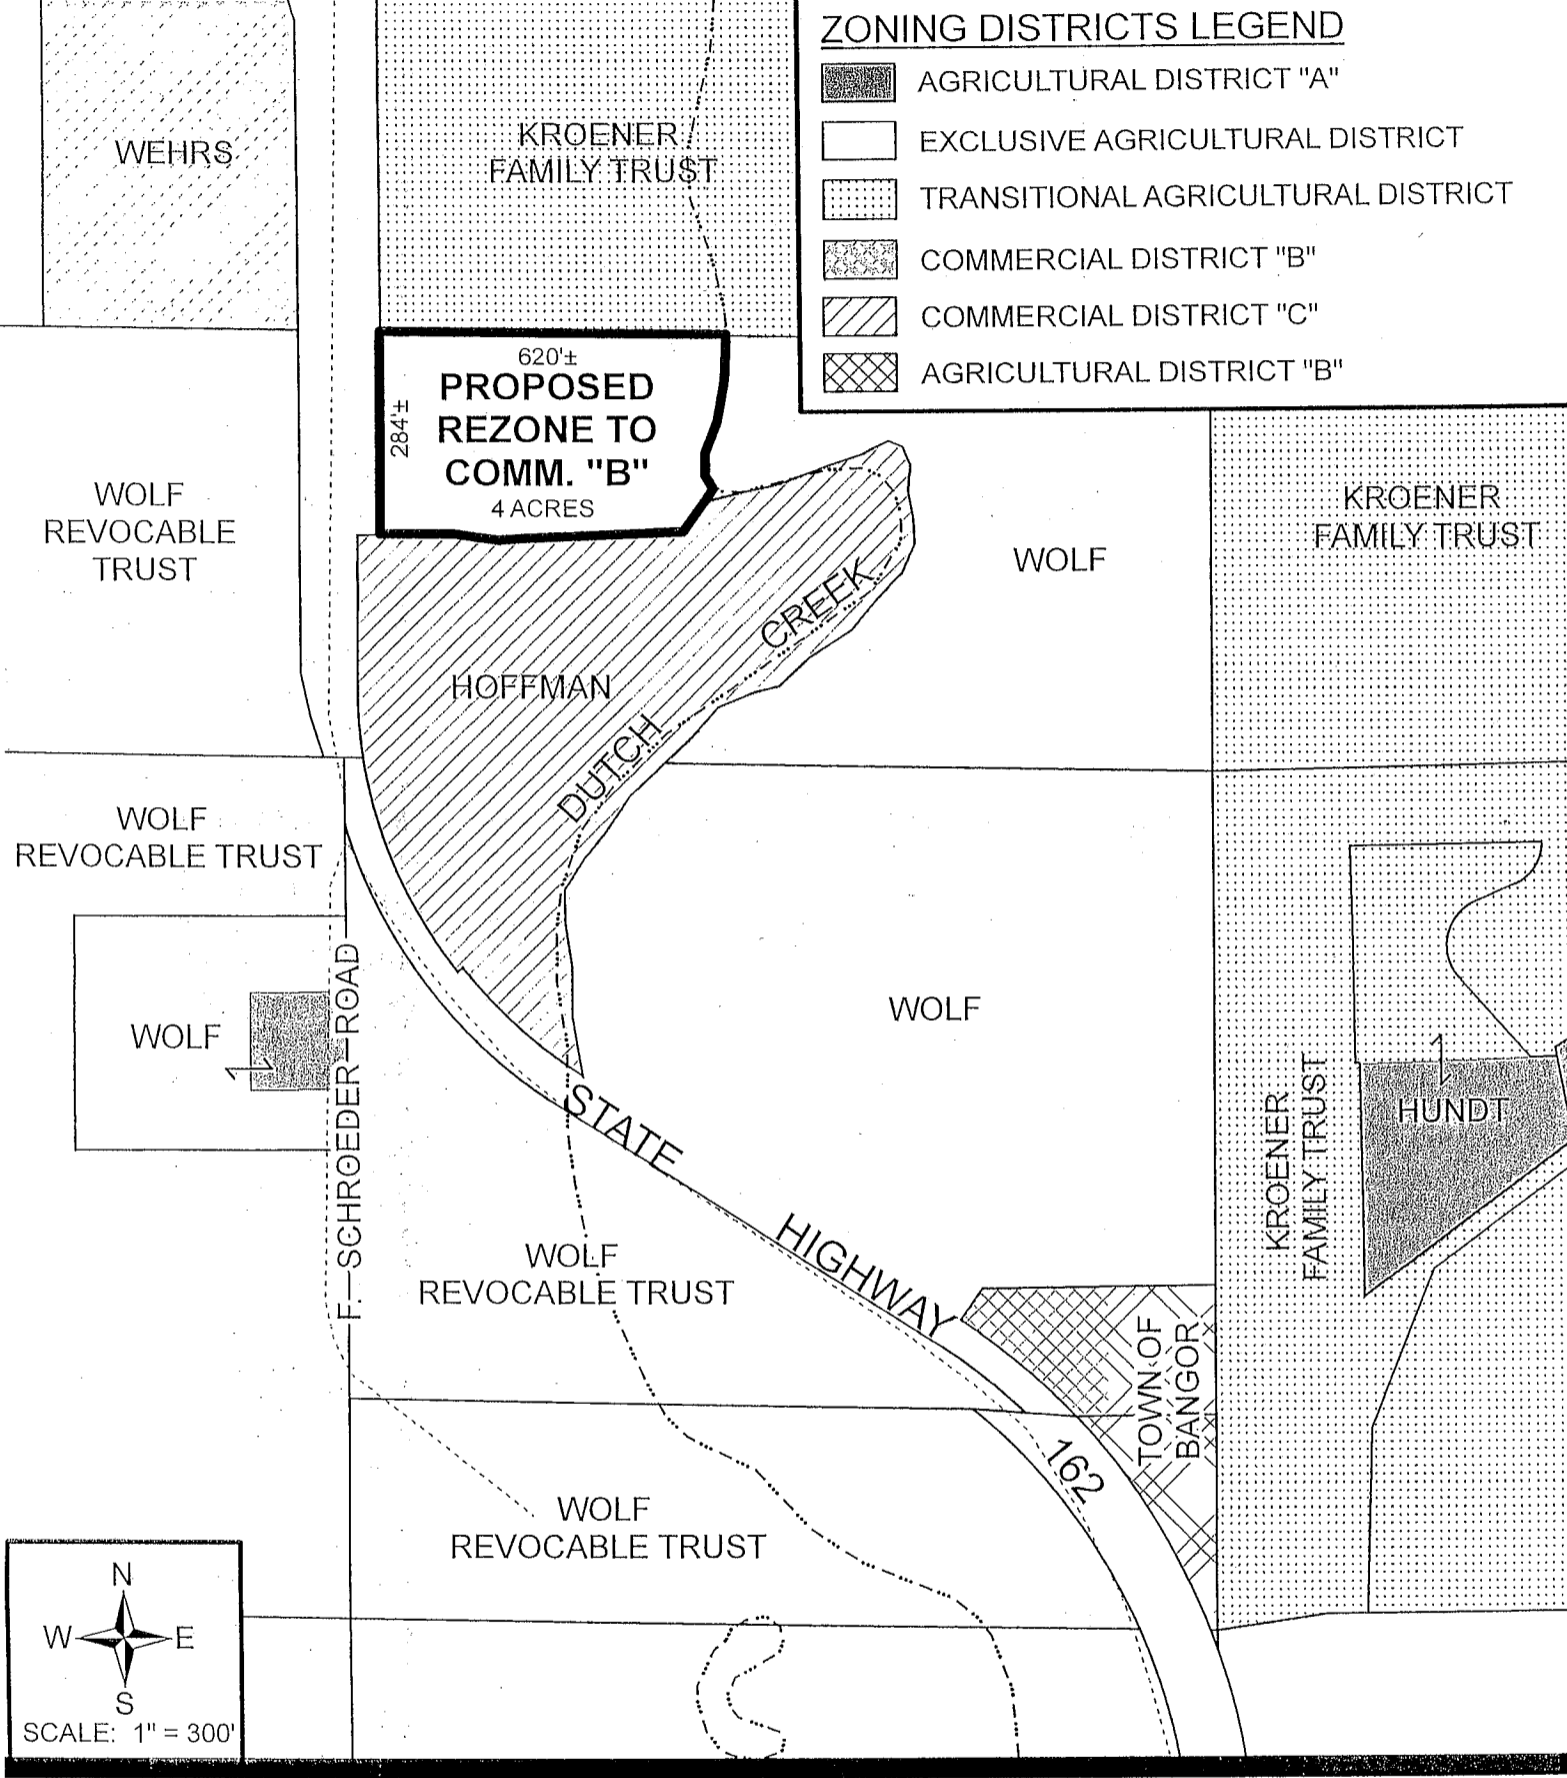 ZONING DISTRICTS LEGEND
AGRICULTURAL DISTRICT "A"
EXCLUSIVE AGRICULTURAL DISTRICT
TRANSITIONAL AGRICULTURAL DISTRICT
COMMERCIAL DISTRICT "B"
COMMERCIAL DISTRICT "C"
AGRICULTURAL DISTRICT "B"
WEHRS
KROENER
FAMILY TRUST
620'±
284'±
PROPOSED
REZONE TO
COMM. "B"
4 ACRES
WOLF
REVOCABLE
TRUST
KROENER
FAMILY TRUST
WOLF
HOFFMAN
DUTCH CREEK
WOLF
REVOCABLE TRUST
WOLF
F. SCHROEDER ROAD
WOLF
HUNDT
KROENER
FAMILY TRUST
STATE HIGHWAY 162
WOLF
REVOCABLE TRUST
TOWN OF
BANGOR
WOLF
REVOCABLE TRUST
N
W E
S
SCALE: 1" = 300'